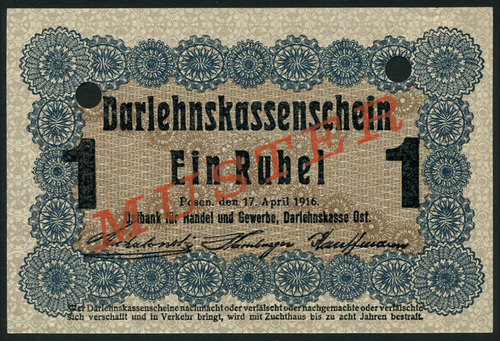 Darlehnskassenschein
1 Ein Rubel 1
Posen, den 17. April 1916.
Ostbank für Handel und Gewerbe, Darlehnskasse Ost.
Hamburger Kauffmann
Wer Darlehnskassenscheine nachmacht oder verfälscht oder nachgemachte oder verfälschte
sich verschafft und in Verkehr bringt, wird mit Zuchthaus bis zu acht Jahren bestraft.
MUSTER